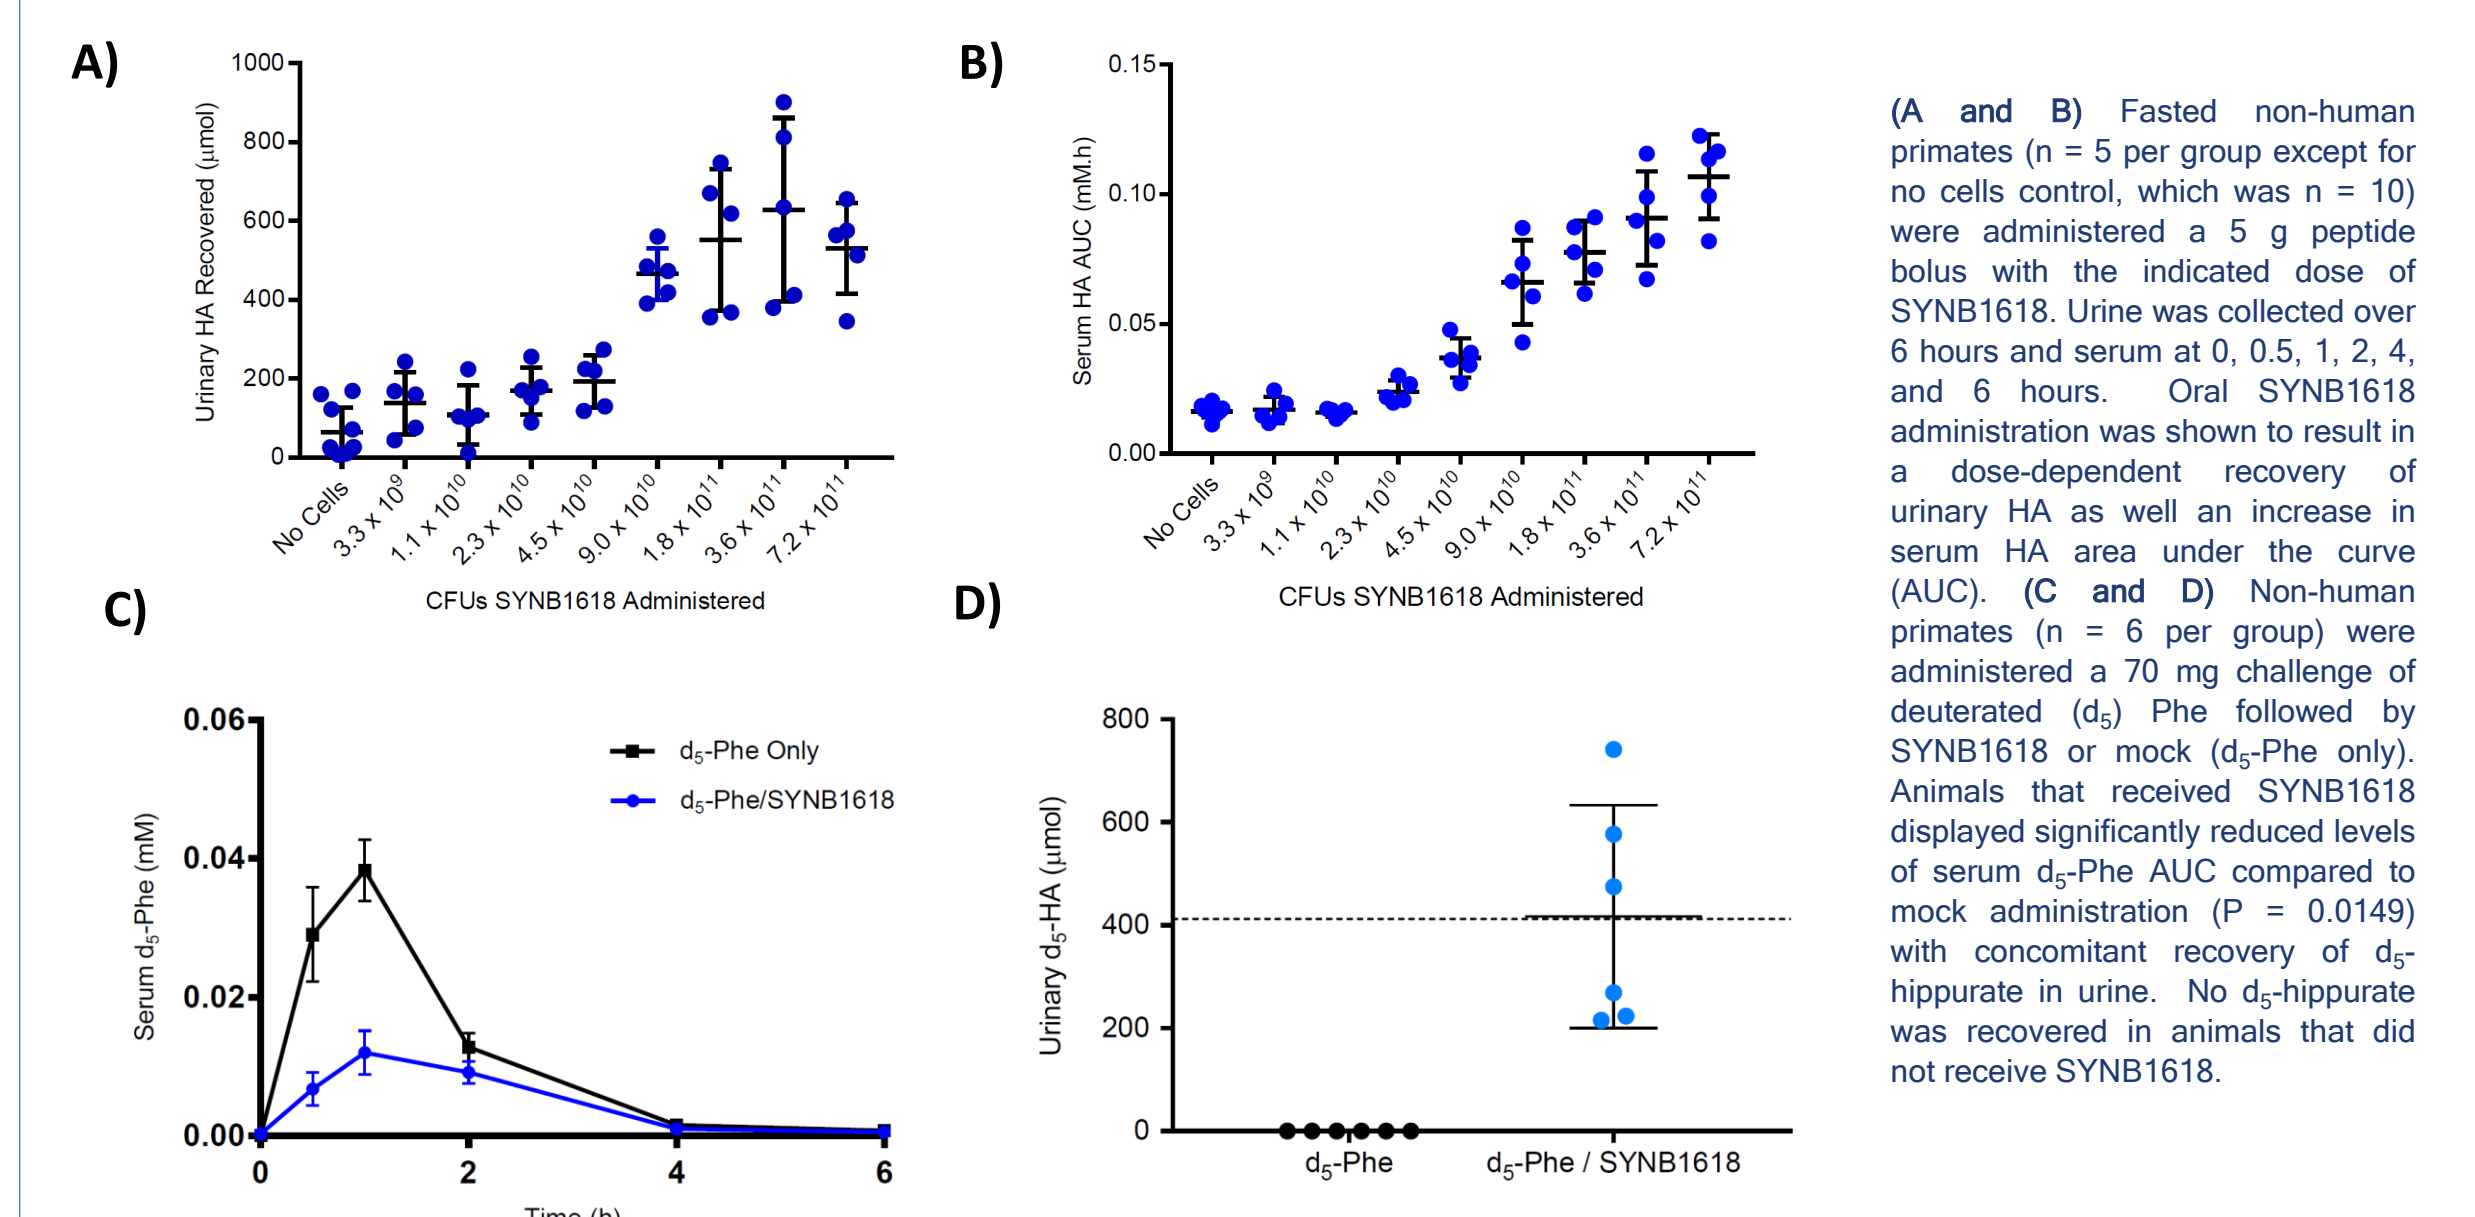 A)
1000
800
600
400
200
0
Urinary HA Recovered (μmol)
No Cells
3.3 x 10⁹
1.1 x 10¹⁰
2.3 x 10¹⁰
4.5 x 10¹⁰
9.0 x 10¹⁰
1.8 x 10¹¹
3.6 x 10¹¹
7.2 x 10¹¹
CFUs SYNB1618 Administered
B)
0.15
0.10
0.05
0.00
Serum HA AUC (mM.h)
No Cells
3.3 x 10⁹
1.1 x 10¹⁰
2.3 x 10¹⁰
4.5 x 10¹⁰
9.0 x 10¹⁰
1.8 x 10¹¹
3.6 x 10¹¹
7.2 x 10¹¹
CFUs SYNB1618 Administered
C)
0.06
0.04
0.02
0.00
Serum d₅-Phe (mM)
d₅-Phe Only
d₅-Phe/SYNB1618
0 2 4 6
Time (h)
D)
800
600
400
200
0
Urinary d₅-HA (μmol)
d₅-Phe
d₅-Phe / SYNB1618
(A and B) Fasted non-human
primates (n = 5 per group except for
no cells control, which was n = 10)
were administered a 5 g peptide
bolus with the indicated dose of
SYNB1618. Urine was collected over
6 hours and serum at 0, 0.5, 1, 2, 4,
and 6 hours. Oral SYNB1618
administration was shown to result in
a dose-dependent recovery of
urinary HA as well an increase in
serum HA area under the curve
(AUC). (C and D) Non-human
primates (n = 6 per group) were
administered a 70 mg challenge of
deuterated (d₅) Phe followed by
SYNB1618 or mock (d₅-Phe only).
Animals that received SYNB1618
displayed significantly reduced levels
of serum d₅-Phe AUC compared to
mock administration (P = 0.0149)
with concomitant recovery of d₅-
hippurate in urine. No d₅-hippurate
was recovered in animals that did
not receive SYNB1618.